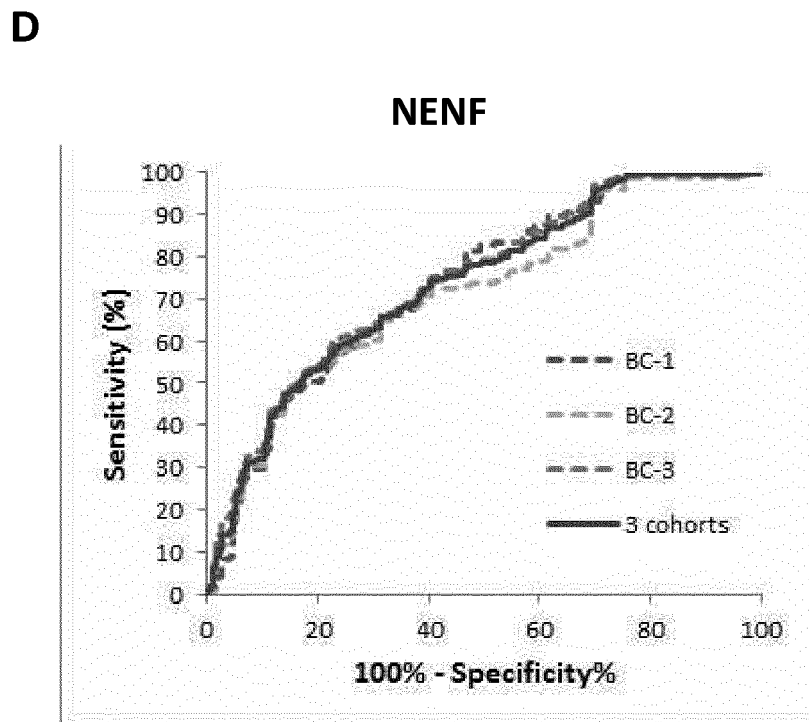 D
NENF
Sensitivity (%)
100
90
80
70
60
50
40
30
20
10
0
BC-1
BC-2
BC-3
3 cohorts
0 20 40 60 80 100
100% - Specificity%